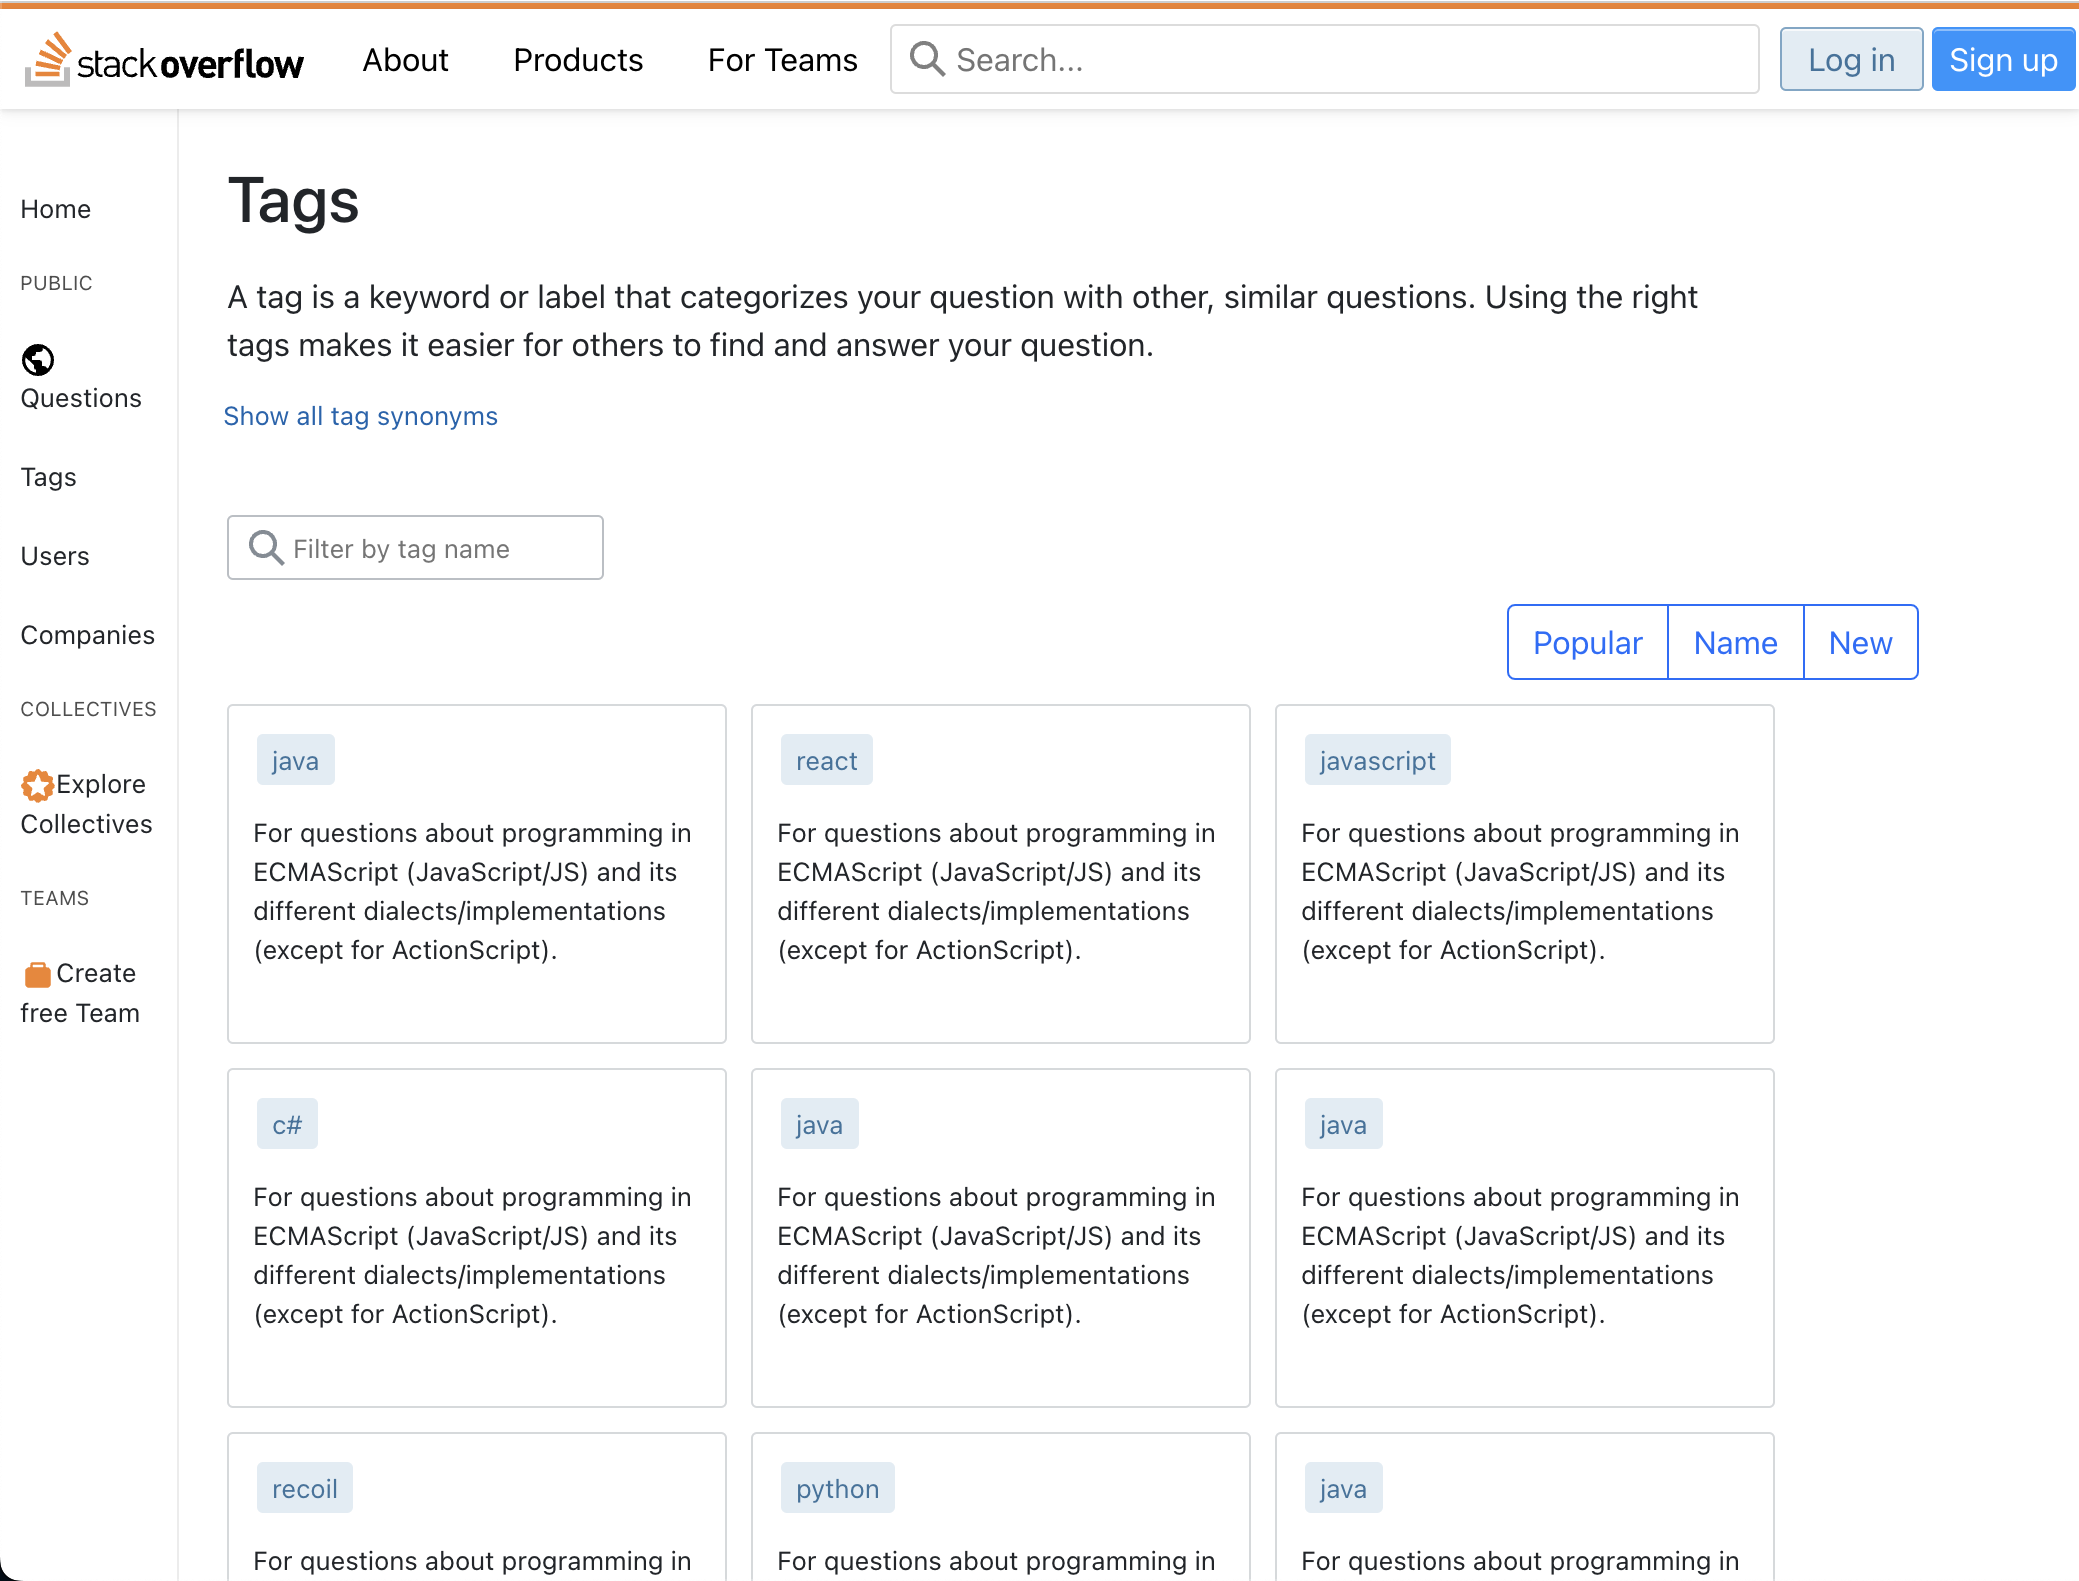 stackoverflow About Products For Teams Search... Log in Sign up
Home
PUBLIC
Questions
Tags
Users
Companies
COLLECTIVES
Explore
Collectives
TEAMS
Create
free Team
Tags
A tag is a keyword or label that categorizes your question with other, similar questions. Using the right
tags makes it easier for others to find and answer your question.
Show all tag synonyms
Filter by tag name
Popular Name New
java
For questions about programming in
ECMAScript (JavaScript/JS) and its
different dialects/implementations
(except for ActionScript).
react
For questions about programming in
ECMAScript (JavaScript/JS) and its
different dialects/implementations
(except for ActionScript).
javascript
For questions about programming in
ECMAScript (JavaScript/JS) and its
different dialects/implementations
(except for ActionScript).
c#
For questions about programming in
ECMAScript (JavaScript/JS) and its
different dialects/implementations
(except for ActionScript).
java
For questions about programming in
ECMAScript (JavaScript/JS) and its
different dialects/implementations
(except for ActionScript).
java
For questions about programming in
ECMAScript (JavaScript/JS) and its
different dialects/implementations
(except for ActionScript).
recoil
For questions about programming in
python
For questions about programming in
java
For questions about programming in